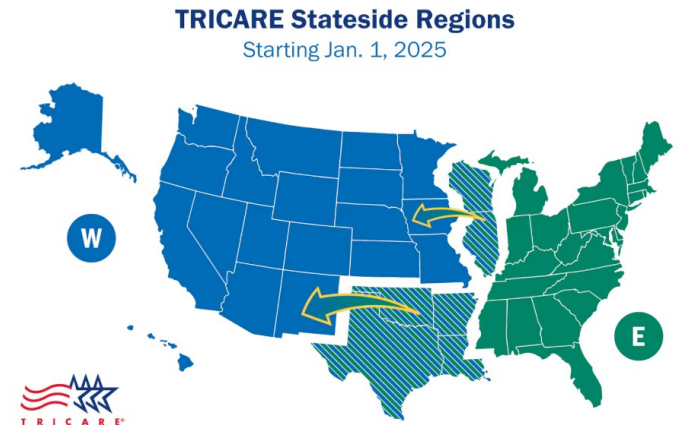 TRICARE Stateside Regions
Starting Jan. 1, 2025
W
E
TRICARE®